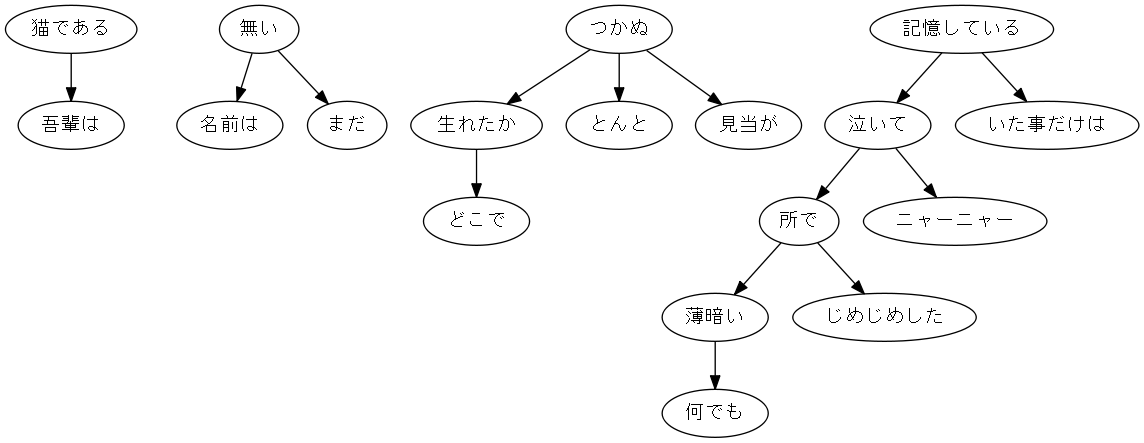 猫である
無い
つかぬ
記憶している
吾輩は
名前は
まだ
生れたか
とんと
見当が
泣いて
いた事だけは
どこで
所で
ニャーニャー
薄暗い
じめじめした
何でも